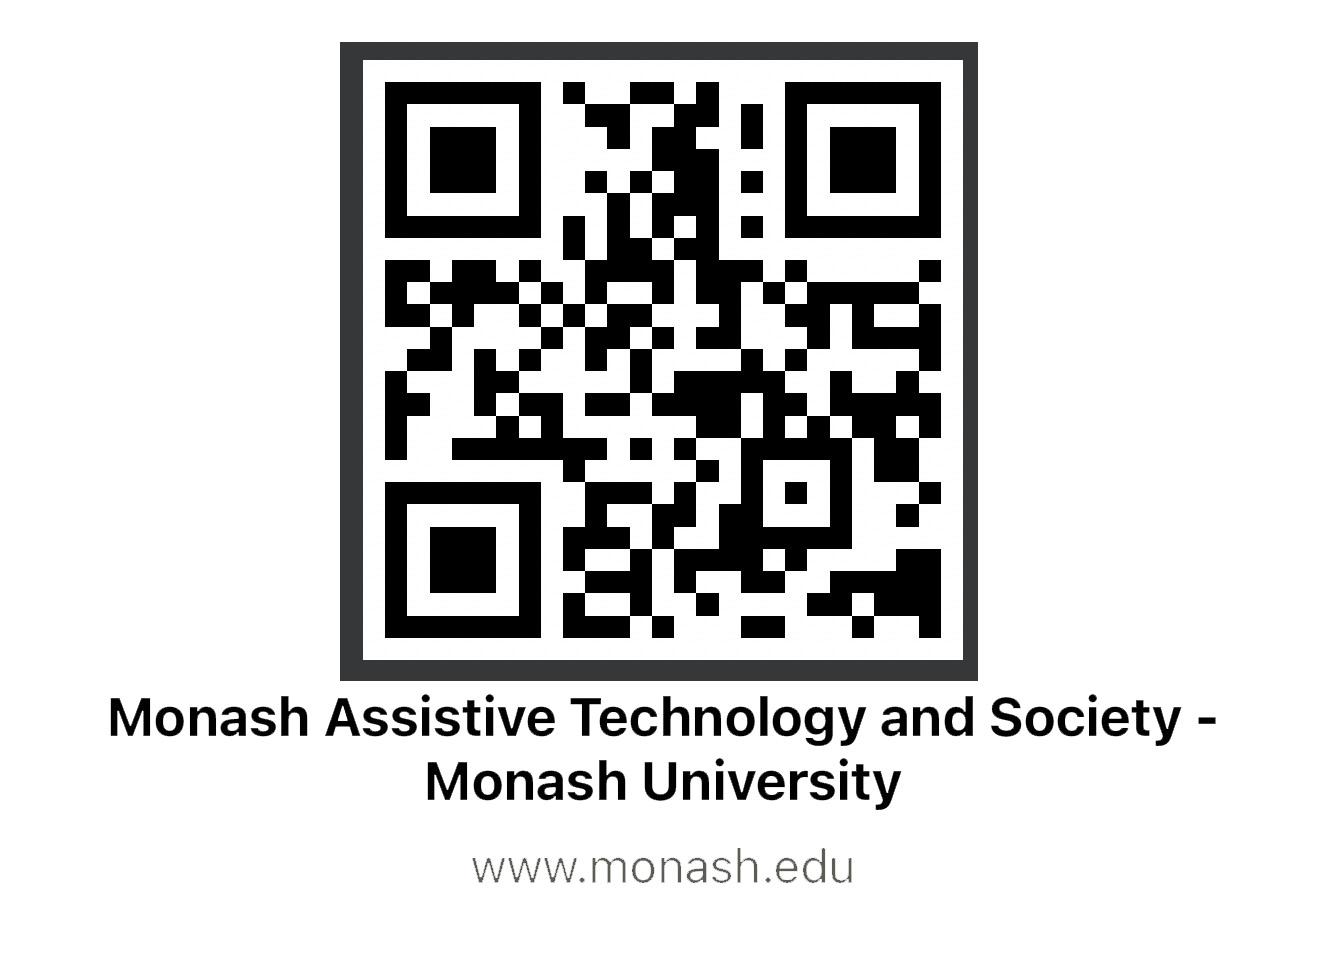 Monash Assistive Technology and Society -
Monash University
www.monash.edu